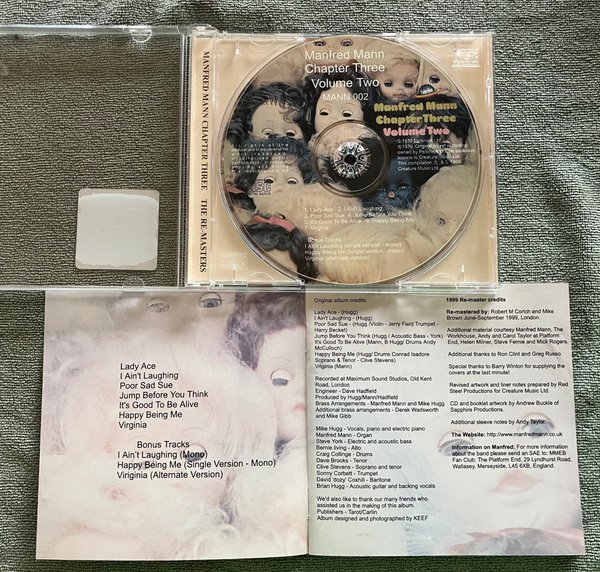 MANFRED MANN CHAPTER THREE THE RE-MASTERS
Manfred Mann
Chapter Three
Volume Two
MANN 002
Manfred Mann
Chapter Three
Volume Two
licence to Creature Music Ltd.
Creature Music Ltd.
1. Lady Ace 2. I Ain't Laughing
3. Poor Sad Sue 4. Jump Before You Think
5. It's Good To Be Alive 6. Happy Being Me
7. Virginia
Bonus Tracks
I Ain't Laughing (single version - mono)
Happy Being Me (single version - mono)
Virginia (alternate version)
Lady Ace
I Ain't Laughing
Poor Sad Sue
Jump Before You Think
It's Good To Be Alive
Happy Being Me
Virginia
Bonus Tracks
I Ain't Laughing (Mono)
Happy Being Me (Single Version - Mono)
Viriginia (Alternate Version)
Original album credits:
Lady Ace - (Hugg)
I Ain't Laughing - (Hugg)
Poor Sad Sue - (Hugg /Violin - Jerry Field Trumpet -
Harry Becket)
Jump Before You Think (Hugg / Acoustic Bass - York)
It's Good To Be Alive (Mann, B Hugg/ Drums Andy
McCulloch)
Happy Being Me (Hugg/ Drums Conrad Isadore
Soprano & Tenor - Clive Stevens)
Virginia (Mann)
Recorded at Maximum Sound Studios, Old Kent
Road, London
Engineer - Dave Hadfield
Produced by Hugg/Mann/Hadfield
Brass Arrangements - Manfred Mann and Mike Hugg
Additional brass arrangements - Derek Wadsworth
and Mike Gibb
Mike Hugg - Vocals, piano and electric piano
Manfred Mann - Organ
Steve York - Electric and acoustic bass
Bernie living - Alto
Craig Collinge - Drums
Dave Brooks - Tenor
Clive Stevens - Soprano and tenor
Sonny Corbett - Trumpet
David 'dozy' Coxhill - Baritone
Brian Hugg - Acoustic guitar and backing vocals
We'd also like to thank our many friends who
assisted us in the making of this album.
Publishers - Tarot/Carlin
Album designed and photographed by KEEF
1999 Re-master credits
Re-mastered by: Robert M Corich and Mike
Brown June-September 1999, London.
Additional material courtesy Manfred Mann, The
Workhouse, Andy and Carol Taylor at Platform
End, Helen Milner, Steve Fernie and Mick Rogers.
Additional thanks to Ron Clint and Greg Russo
Special thanks to Barry Winton for supplying the
covers at the last minute!
Revised artwork and liner notes prepared by Red
Steel Productions for Creature Music Ltd.
CD and booklet artwork by Andrew Buckle of
Sapphire Productions.
Additional sleeve notes by Andy Taylor.
The Website: http://www.manfredmann.co.uk
Information on Manfred: For more information
about the band please send an SAE to: MMEB
Fan Club: The Platform End, 29 Lyndhurst Road,
Wallasey, Merseyside, L45 6XB, England.